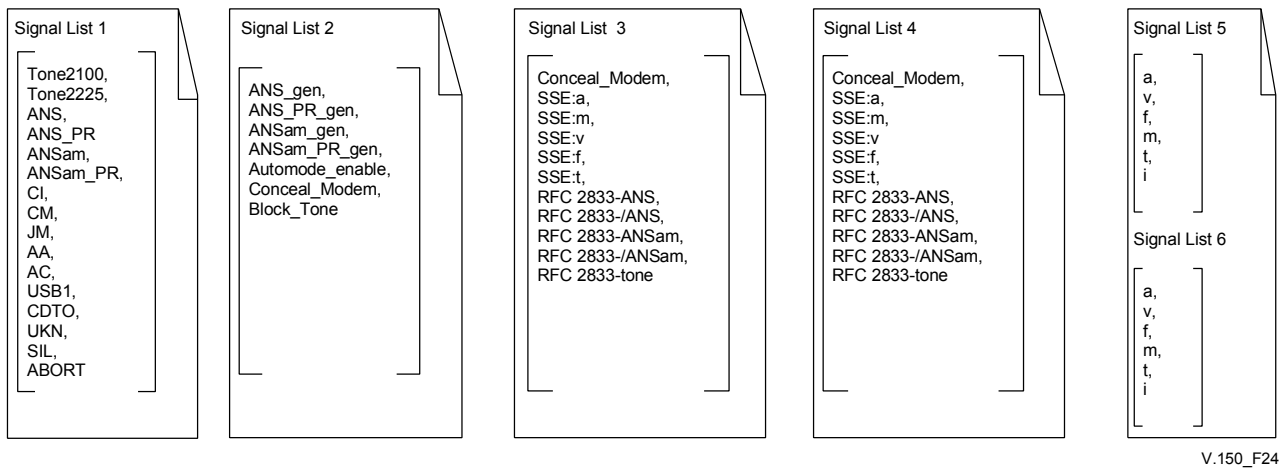 Signal List 1
Tone2100,
Tone2225,
ANS,
ANS_PR
ANSam,
ANSam_PR,
CI,
CM,
JM,
AA,
AC,
USB1,
CDTO,
UKN,
SIL,
ABORT
Signal List 2
ANS_gen,
ANS_PR_gen,
ANSam_gen,
ANSam_PR_gen,
Automode_enable,
Conceal_Modem,
Block_Tone
Signal List 3
Conceal_Modem,
SSE:a,
SSE:m,
SSE:v
SSE:f,
SSE:t,
RFC 2833-ANS,
RFC 2833-/ANS,
RFC 2833-ANSam,
RFC 2833-/ANSam,
RFC 2833-tone
Signal List 4
Conceal_Modem,
SSE:a,
SSE:m,
SSE:v
SSE:f,
SSE:t,
RFC 2833-ANS,
RFC 2833-/ANS,
RFC 2833-ANSam,
RFC 2833-/ANSam,
RFC 2833-tone
Signal List 5
a,
v,
f,
m,
t,
i
Signal List 6
a,
v,
f,
m,
t,
i
V.150_F24